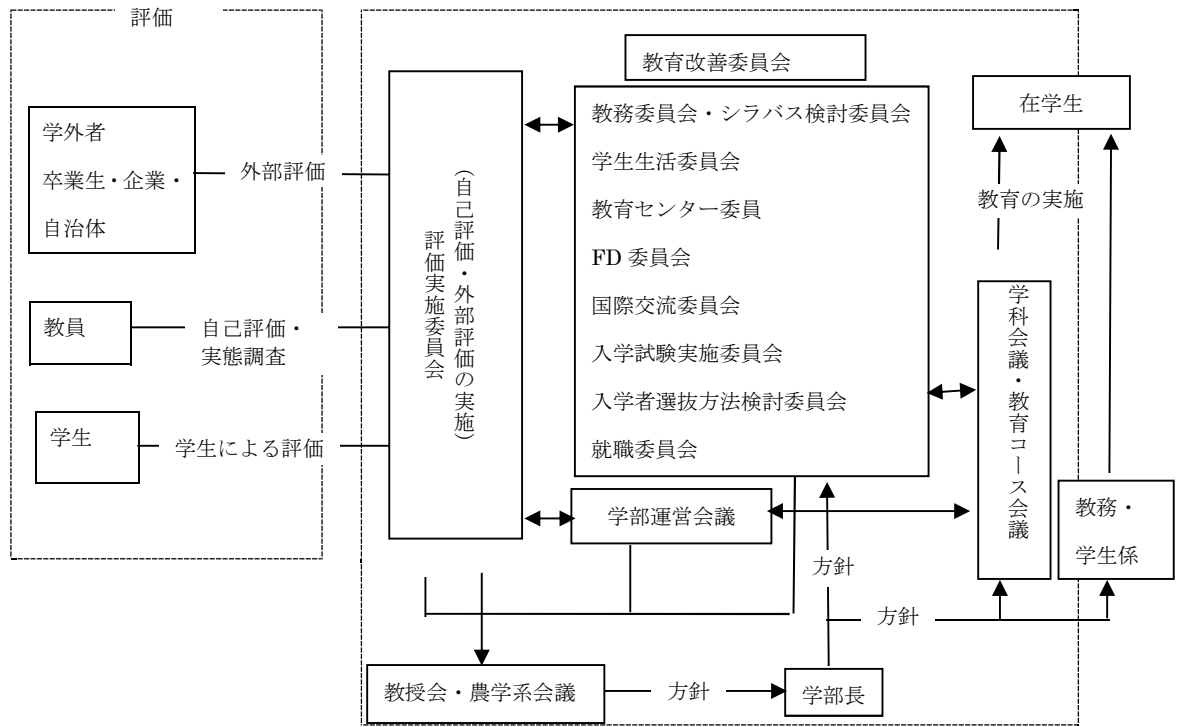 評価
学外者
卒業生・企業・
自治体
外部評価
教員
自己評価・
実態調査
学生
学生による評価
評価実施委員会
（自己評価・外部評価の実施）
教育改善委員会
教務委員会・シラバス検討委員会
学生生活委員会
教育センター委員
FD 委員会
国際交流委員会
入学試験実施委員会
入学者選抜方法検討委員会
就職委員会
学部運営会議
在学生
教育の実施
学科会議・教育コース会議
教務・
学生係
方針
方針
教授会・農学系会議
方針
学部長